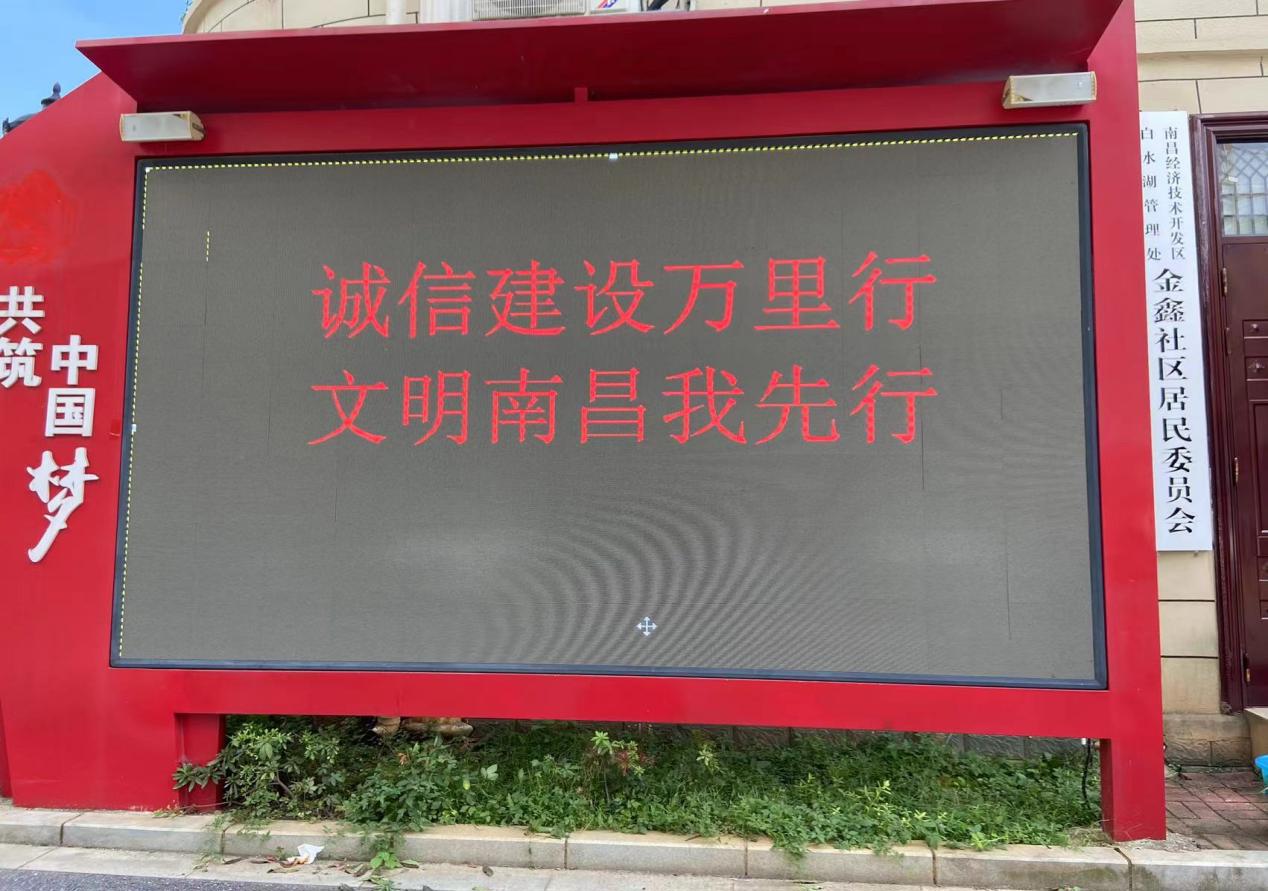 诚信建设万里行
文明南昌我先行
共筑
中国
梦
南昌经济技术开发区
白水湖管理处
金鑫社区居民委员会